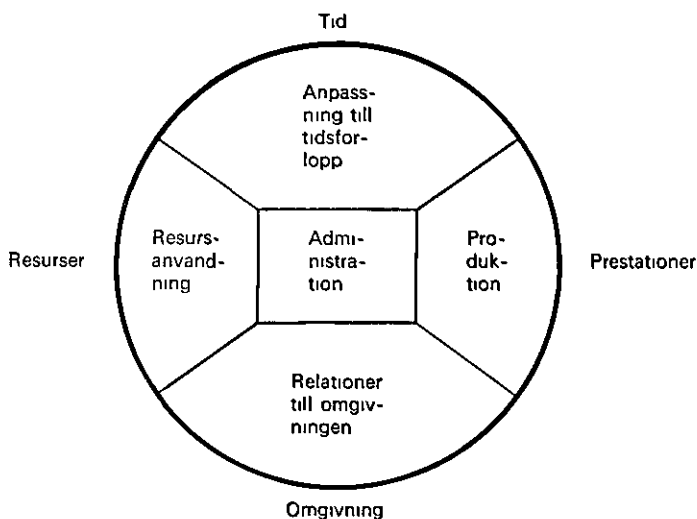 Tid
Anpass-
ning till
tidsfor-
lopp
Resurser
Resurs-
anvand-
ning
Admi-
nistra-
tion
Pro-
duk-
tion
Prestationer
Relationer
till omgiv-
ningen
Omgivning